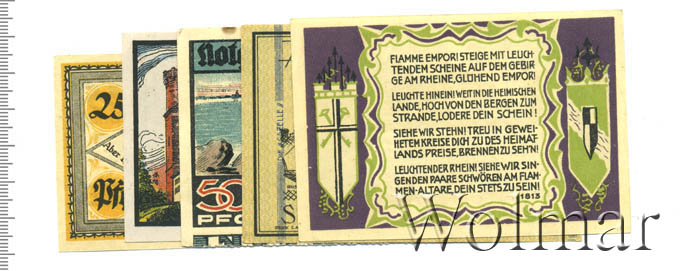 25
Aber
Pf
Not
50
PFG
FLAMME EMPOR! STEIGE MIT LEUCH-
TENDEM SCHEINE AUF DEM GEBIR-
GE AM RHEINE, GLÜHEND EMPOR!
LEUCHTE HINEIN! WEIT IN DIE HEIMISCHEN
LANDE, HOCH VON DEN BERGEN ZUM
STRANDE, LODERE DEIN SCHEIN!
SIEHE WIR STEHN! TREU IN GEWEI-
HETEM KREISE DICH ZU DES HEIMAT-
LANDS PREISE, BRENNEN ZU SEHN!
LEUCHTENDER RHEIN! SIEHE WIR SIN-
GENDEN PAARE SCHWÖREN AM FLAM-
MEN-ALTARE, DEIN STETS ZU SEIN!
1813
Wolmar